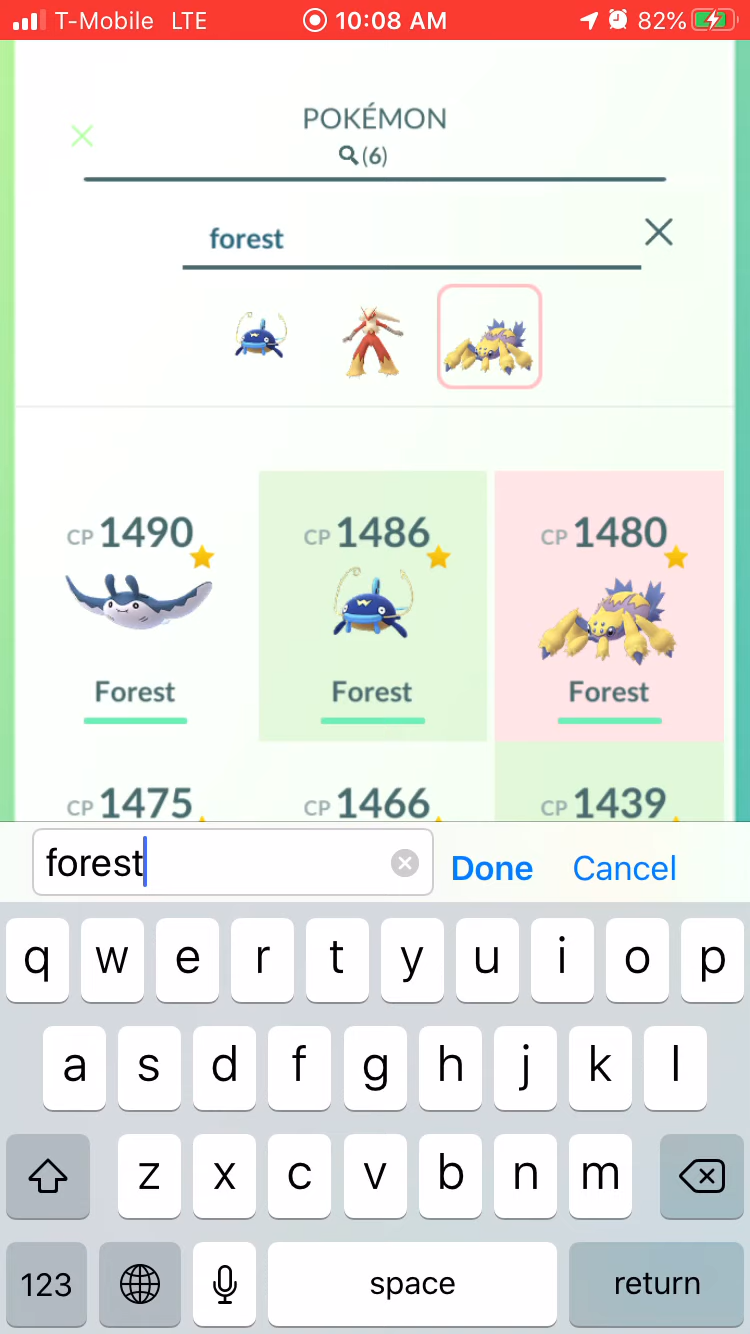 T-Mobile LTE 10:08 AM 82%
POKÉMON
(6)
forest
CP 1490 CP 1486 CP 1480
Forest Forest Forest
CP 1475 CP 1466 CP 1439
forest Done Cancel
q w e r t y u i o p
a s d f g h j k l
z x c v b n m
123 space return